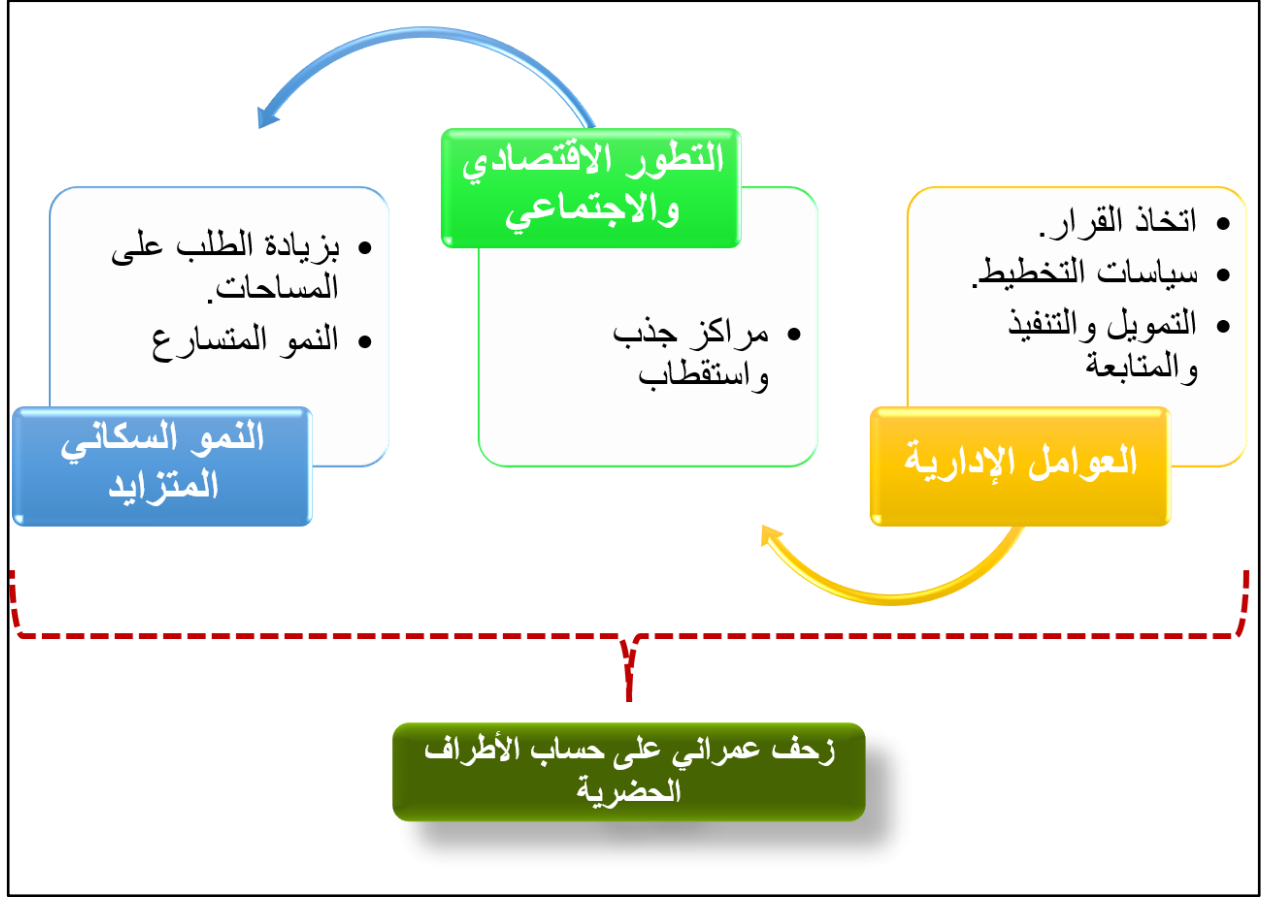 اتخاذ القرار.
سياسات التخطيط.
التمويل والتنفيذ
والمتابعة
العوامل الإدارية
التطور الاقتصادي
والاجتماعي
مراكز جذب
واستقطاب
بزيادة الطلب على
المساحات.
النمو المتسارع
النمو السكاني
المتزايد
زحف عمراني على حساب الأطراف
الحضرية